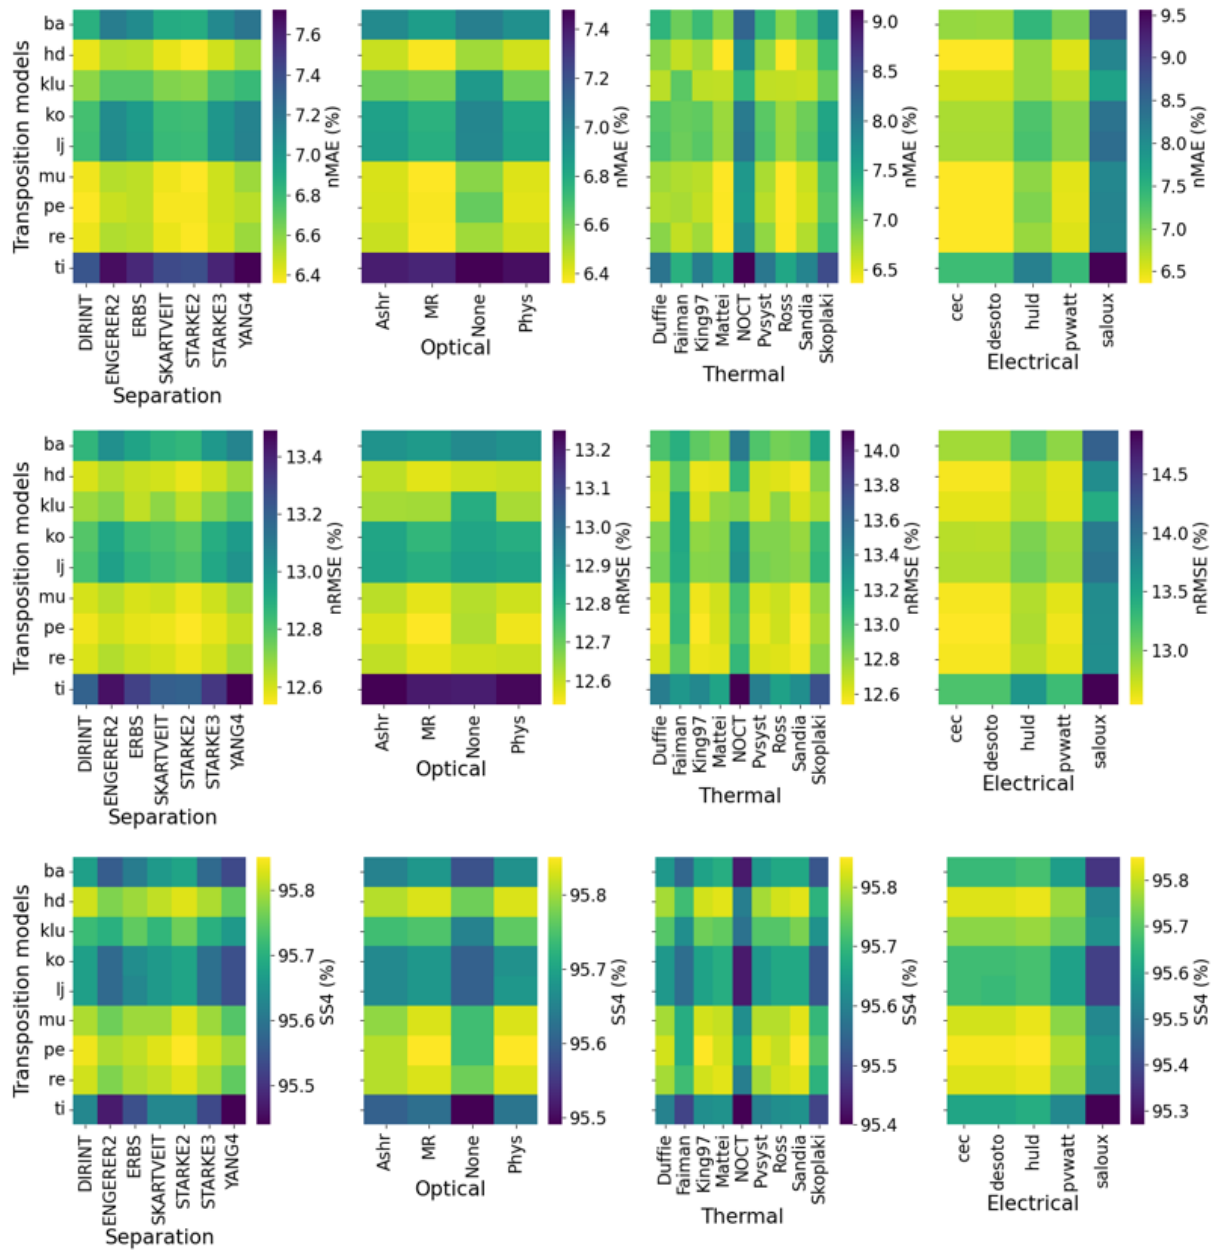 Transposition models
ba
hd
klu
ko
lj
mu
pe
re
ti
DIRINT
ENGERER2
ERBS
SKARTVEIT
STARKE2
STARKE3
YANG4
Separation
7.6
7.4
7.2
7.0
6.8
6.6
6.4
nMAE (%)
Ashr
MR
None
Phys
Optical
7.4
7.2
7.0
6.8
6.6
6.4
nMAE (%)
Duffie
Faiman
King97
Mattei
NOCT
Pvsyst
Ross
Sandia
Skoplaki
Thermal
9.0
8.5
8.0
7.5
7.0
6.5
nMAE (%)
cec
desoto
huld
pvwatt
saloux
Electrical
9.5
9.0
8.5
8.0
7.5
7.0
6.5
nMAE (%)
Transposition models
ba
hd
klu
ko
lj
mu
pe
re
ti
DIRINT
ENGERER2
ERBS
SKARTVEIT
STARKE2
STARKE3
YANG4
Separation
13.4
13.2
13.0
12.8
12.6
nRMSE (%)
Ashr
MR
None
Phys
Optical
13.2
13.1
13.0
12.9
12.8
12.7
12.6
nRMSE (%)
Duffie
Faiman
King97
Mattei
NOCT
Pvsyst
Ross
Sandia
Skoplaki
Thermal
14.0
13.8
13.6
13.4
13.2
13.0
12.8
12.6
nRMSE (%)
cec
desoto
huld
pvwatt
saloux
Electrical
14.5
14.0
13.5
13.0
nRMSE (%)
Transposition models
ba
hd
klu
ko
lj
mu
pe
re
ti
DIRINT
ENGERER2
ERBS
SKARTVEIT
STARKE2
STARKE3
YANG4
Separation
95.8
95.7
95.6
95.5
SS4 (%)
Ashr
MR
None
Phys
Optical
95.8
95.7
95.6
95.5
SS4 (%)
Duffie
Faiman
King97
Mattei
NOCT
Pvsyst
Ross
Sandia
Skoplaki
Thermal
95.8
95.7
95.6
95.5
95.4
SS4 (%)
cec
desoto
huld
pvwatt
saloux
Electrical
95.8
95.7
95.6
95.5
95.4
95.3
SS4 (%)